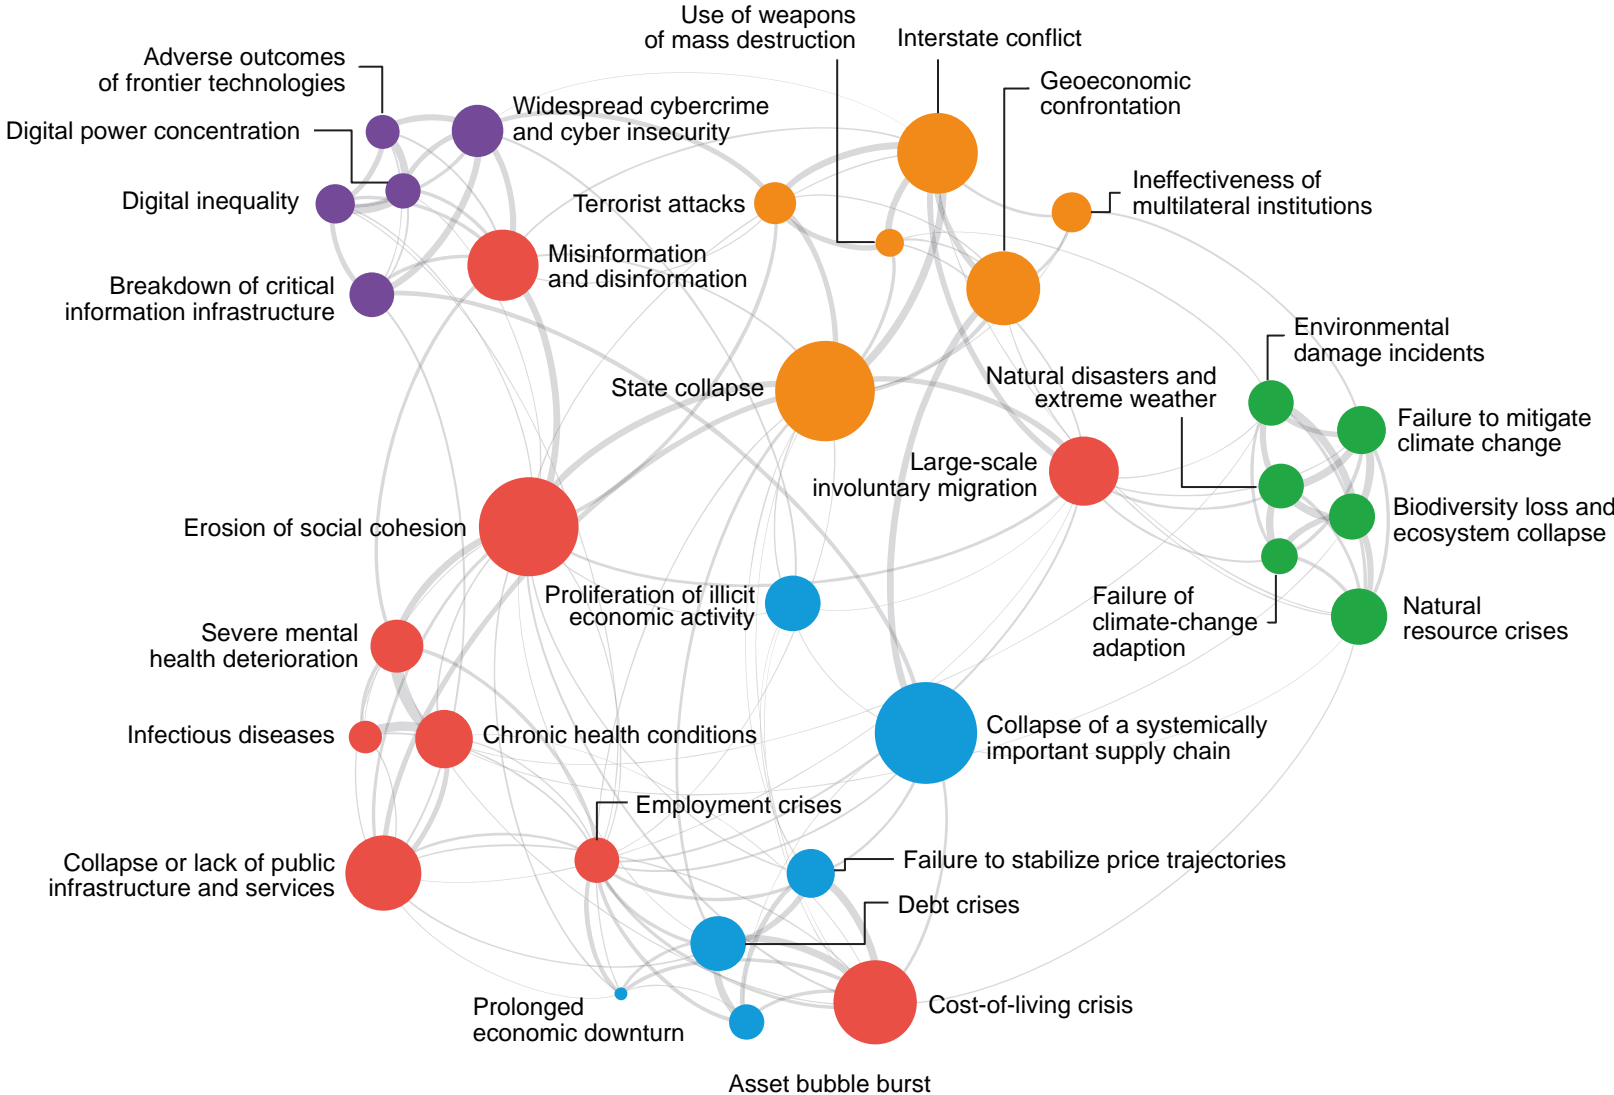 Use of weapons
of mass destruction
Interstate conflict
Adverse outcomes
of frontier technologies
Geoeconomic
confrontation
Widespread cybercrime
and cyber insecurity
Digital power concentration
Ineffectiveness of
multilateral institutions
Digital inequality
Terrorist attacks
Misinformation
and disinformation
Breakdown of critical
information infrastructure
Environmental
damage incidents
State collapse
Natural disasters and
extreme weather
Failure to mitigate
climate change
Large-scale
involuntary migration
Erosion of social cohesion
Biodiversity loss and
ecosystem collapse
Proliferation of illicit
economic activity
Failure of
climate-change
adaption
Natural
resource crises
Severe mental
health deterioration
Infectious diseases
Chronic health conditions
Collapse of a systemically
important supply chain
Employment crises
Collapse or lack of public
infrastructure and services
Failure to stabilize price trajectories
Debt crises
Prolonged
economic downturn
Cost-of-living crisis
Asset bubble burst